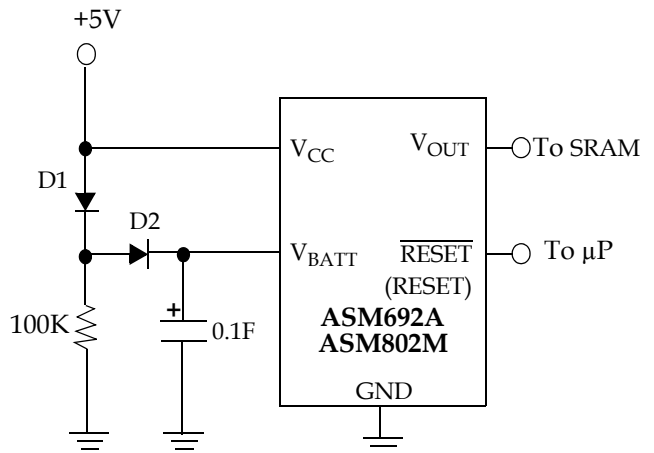 +5V
D1
D2
100K
+
0.1F
VCC
VOUT
To SRAM
VBATT
RESET
(RESET)
To µP
ASM692A
ASM802M
GND